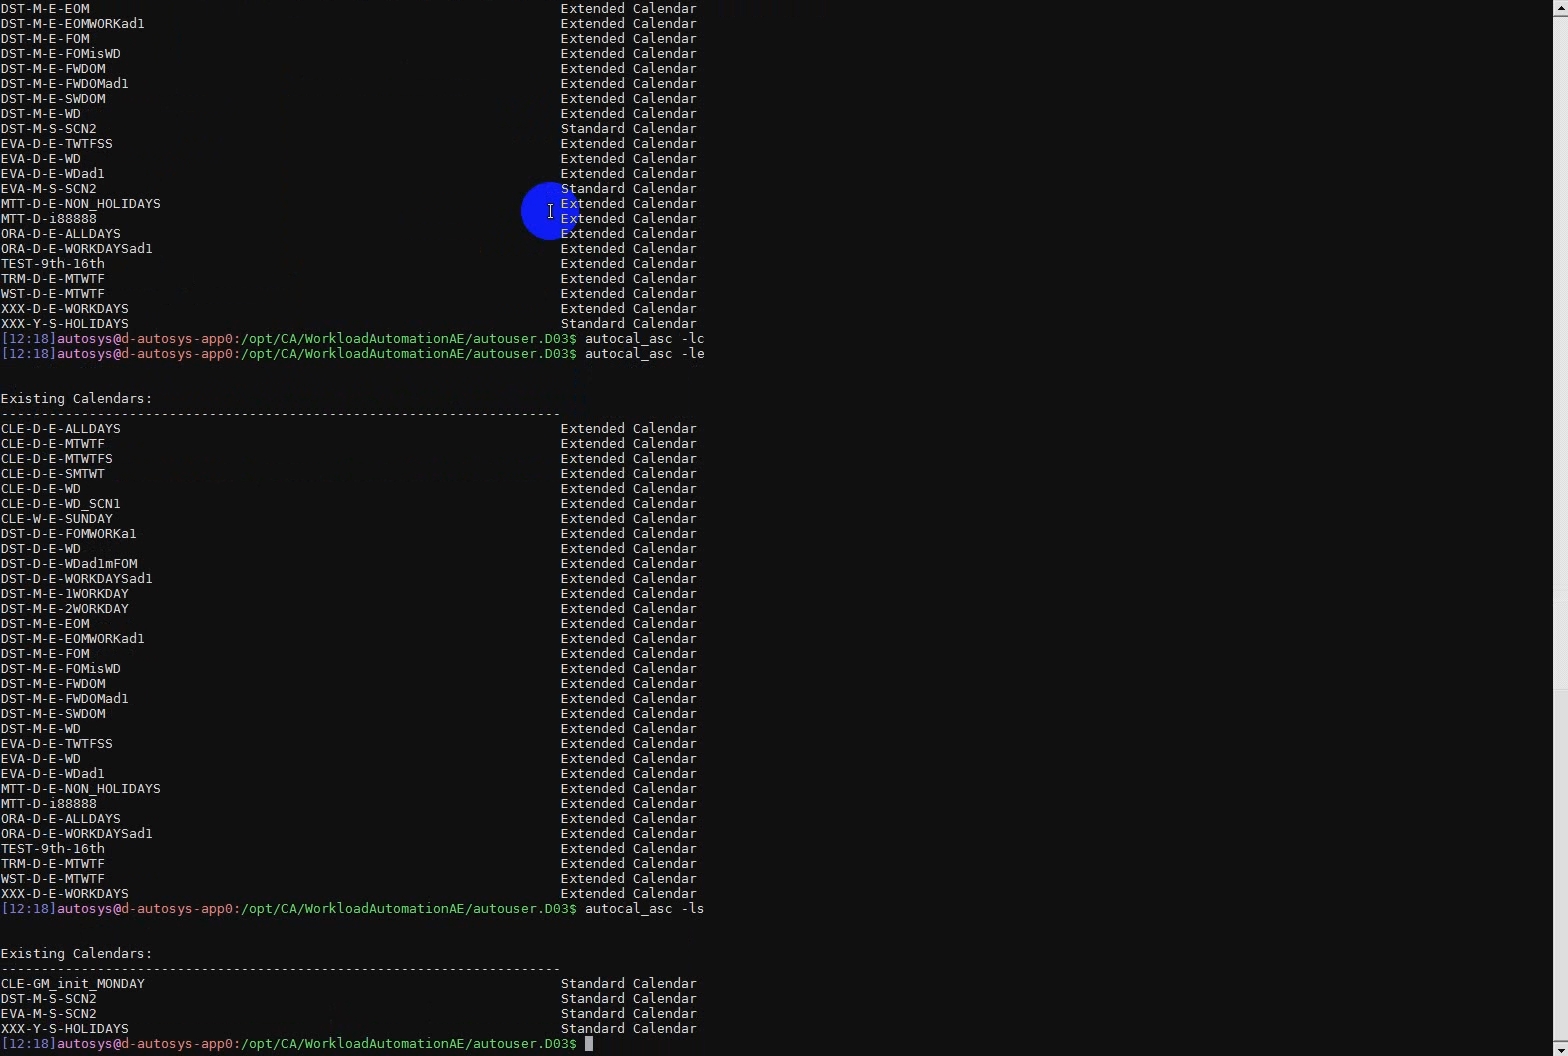 DST-M-E-EOM Extended Calendar
DST-M-E-EOMWORKad1 Extended Calendar
DST-M-E-FOM Extended Calendar
DST-M-E-FOMisWD Extended Calendar
DST-M-E-FWDOM Extended Calendar
DST-M-E-FWDOMad1 Extended Calendar
DST-M-E-SWDOM Extended Calendar
DST-M-E-WD Extended Calendar
DST-M-S-SCN2 Standard Calendar
EVA-D-E-TWTFSS Extended Calendar
EVA-D-E-WD Extended Calendar
EVA-D-E-WDad1 Extended Calendar
EVA-M-S-SCN2 Standard Calendar
MTT-D-E-NON_HOLIDAYS Extended Calendar
MTT-D-i88888 Extended Calendar
ORA-D-E-ALLDAYS Extended Calendar
ORA-D-E-WORKDAYSad1 Extended Calendar
TEST-9th-16th Extended Calendar
TRM-D-E-MTWTF Extended Calendar
WST-D-E-MTWTF Extended Calendar
XXX-D-E-WORKDAYS Extended Calendar
XXX-Y-S-HOLIDAYS Standard Calendar
[12:18]autosys@d-autosys-app0:/opt/CA/WorkloadAutomationAE/autouser.D03$ autocal_asc -lc
[12:18]autosys@d-autosys-app0:/opt/CA/WorkloadAutomationAE/autouser.D03$ autocal_asc -le
Existing Calendars:
----------------------------------------------------------------------
CLE-D-E-ALLDAYS Extended Calendar
CLE-D-E-MTWTF Extended Calendar
CLE-D-E-MTWTFS Extended Calendar
CLE-D-E-SMTWT Extended Calendar
CLE-D-E-WD Extended Calendar
CLE-D-E-WD_SCN1 Extended Calendar
CLE-W-E-SUNDAY Extended Calendar
DST-D-E-FOMWORKa1 Extended Calendar
DST-D-E-WD Extended Calendar
DST-D-E-WDad1mFOM Extended Calendar
DST-D-E-WORKDAYSad1 Extended Calendar
DST-M-E-1WORKDAY Extended Calendar
DST-M-E-2WORKDAY Extended Calendar
DST-M-E-EOM Extended Calendar
DST-M-E-EOMWORKad1 Extended Calendar
DST-M-E-FOM Extended Calendar
DST-M-E-FOMisWD Extended Calendar
DST-M-E-FWDOM Extended Calendar
DST-M-E-FWDOMad1 Extended Calendar
DST-M-E-SWDOM Extended Calendar
DST-M-E-WD Extended Calendar
EVA-D-E-TWTFSS Extended Calendar
EVA-D-E-WD Extended Calendar
EVA-D-E-WDad1 Extended Calendar
MTT-D-E-NON_HOLIDAYS Extended Calendar
MTT-D-i88888 Extended Calendar
ORA-D-E-ALLDAYS Extended Calendar
ORA-D-E-WORKDAYSad1 Extended Calendar
TEST-9th-16th Extended Calendar
TRM-D-E-MTWTF Extended Calendar
WST-D-E-MTWTF Extended Calendar
XXX-D-E-WORKDAYS Extended Calendar
[12:18]autosys@d-autosys-app0:/opt/CA/WorkloadAutomationAE/autouser.D03$ autocal_asc -ls
Existing Calendars:
----------------------------------------------------------------------
CLE-GM_init_MONDAY Standard Calendar
DST-M-S-SCN2 Standard Calendar
EVA-M-S-SCN2 Standard Calendar
XXX-Y-S-HOLIDAYS Standard Calendar
[12:18]autosys@d-autosys-app0:/opt/CA/WorkloadAutomationAE/autouser.D03$